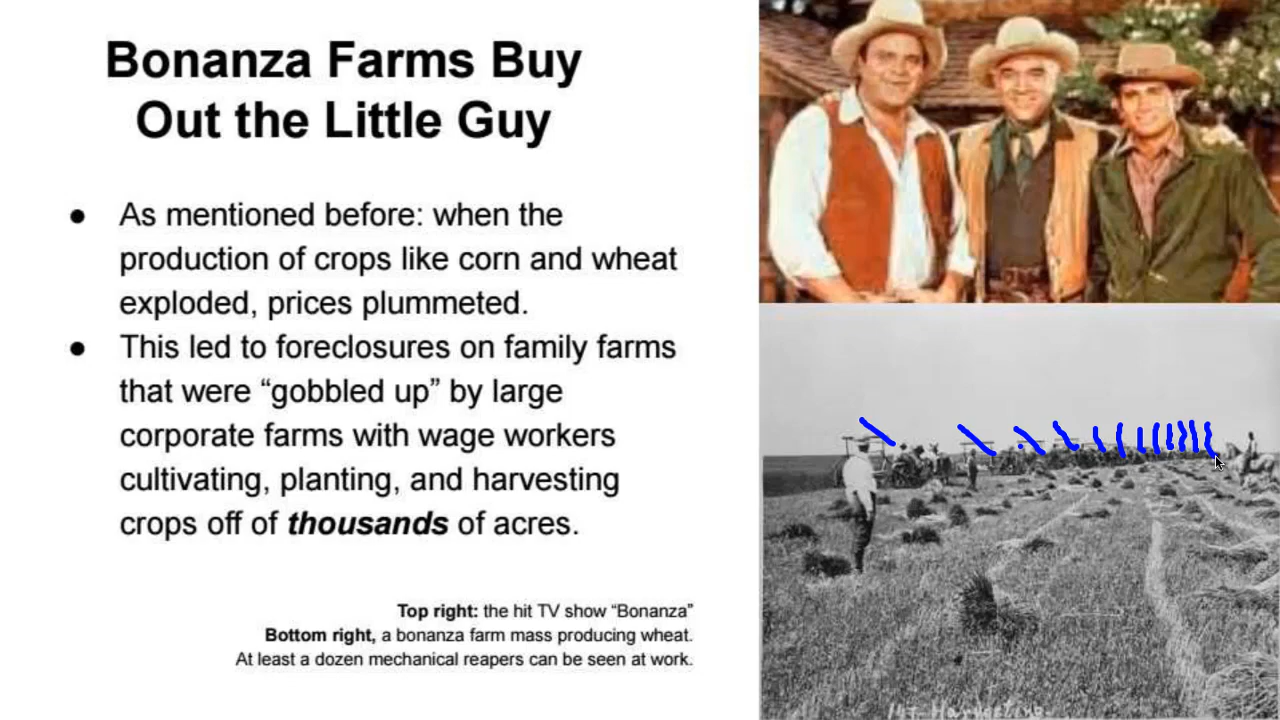 Bonanza Farms Buy
Out the Little Guy
● As mentioned before: when the
production of crops like corn and wheat
exploded, prices plummeted.
● This led to foreclosures on family farms
that were “gobbled up” by large
corporate farms with wage workers
cultivating, planting, and harvesting
crops off of thousands of acres.
Top right: the hit TV show “Bonanza”
Bottom right, a bonanza farm mass producing wheat.
At least a dozen mechanical reapers can be seen at work.
Harvesting.